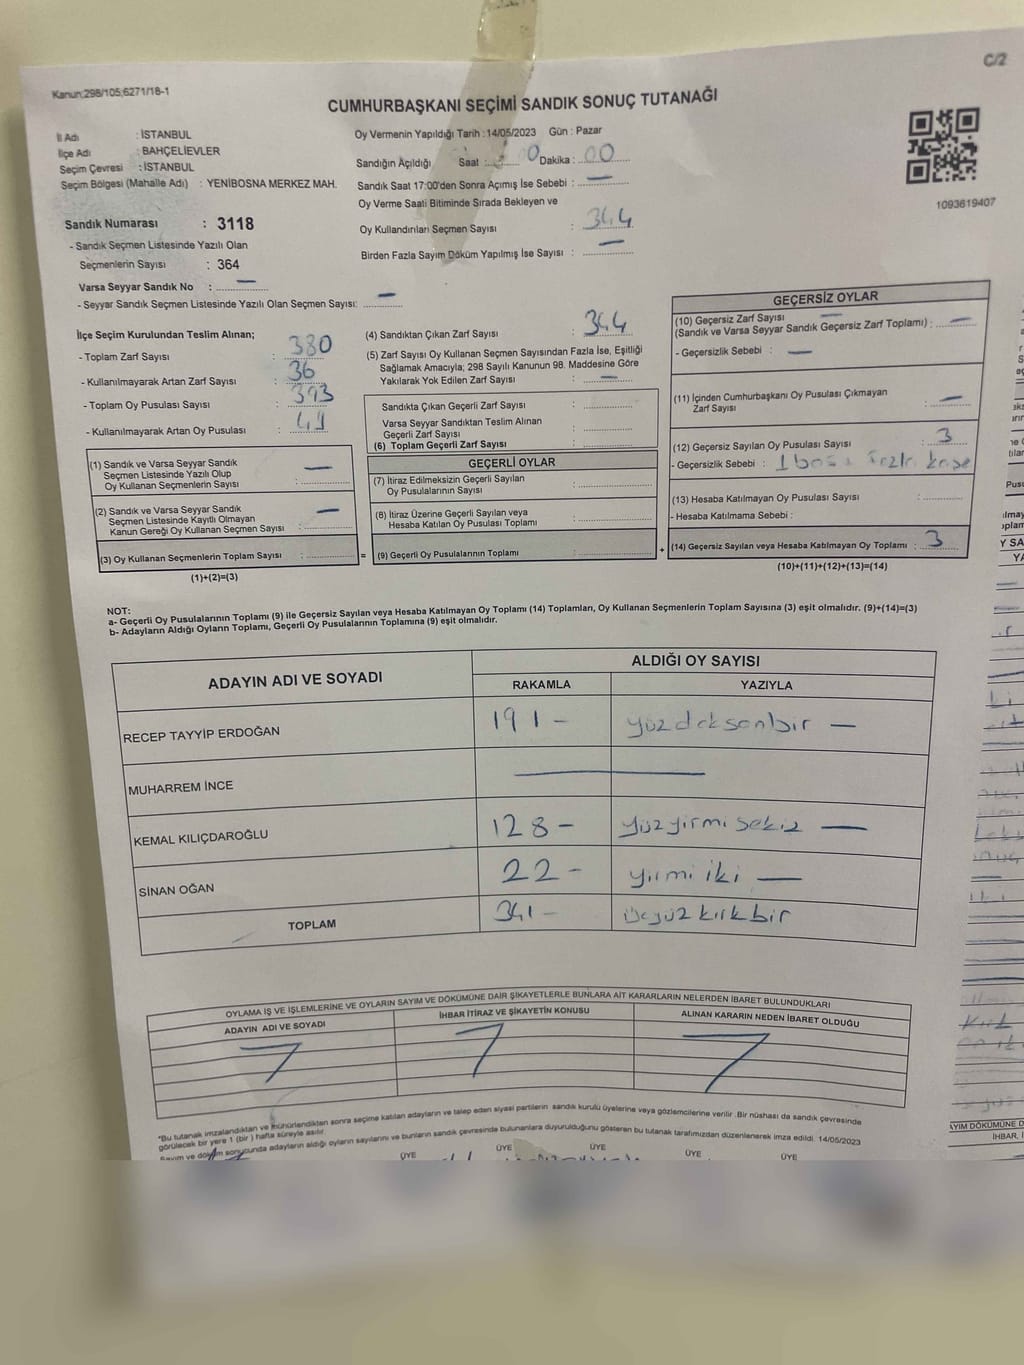 C/2
Kanun:298/105;6271/18-1
CUMHURBAŞKANI SEÇİMİ SANDIK SONUÇ TUTANAĞI
İl Adı : İSTANBUL
İlçe Adı : BAHÇELİEVLER
Seçim Çevresi : İSTANBUL
Seçim Bölgesi (Mahalle Adı) : YENİBOSNA MERKEZ MAH.
Oy Vermenin Yapıldığı Tarih :14/05/2023 Gün : Pazar
Sandığın Açıldığı Saat : Dakika : 00
Sandık Saat 17:00'den Sonra Açımış İse Sebebi : —
Oy Verme Saati Bitiminde Sırada Bekleyen ve
Oy Kullandırılan Seçmen Sayısı : 344
Birden Fazla Sayım Döküm Yapılmış İse Sayısı : —
1093619407
Sandık Numarası : 3118
- Sandık Seçmen Listesinde Yazılı Olan
Seçmenlerin Sayısı : 364
Varsa Seyyar Sandık No : —
- Seyyar Sandık Seçmen Listesinde Yazılı Olan Seçmen Sayısı: —
İlçe Seçim Kurulundan Teslim Alınan;
- Toplam Zarf Sayısı : 380
- Kullanılmayarak Artan Zarf Sayısı : 36
- Toplam Oy Pusulası Sayısı : 393
- Kullanılmayarak Artan Oy Pusulası : 49
(4) Sandıktan Çıkan Zarf Sayısı : 344
(5) Zarf Sayısı Oy Kullanan Seçmen Sayısından Fazla İse, Eşitliği
Sağlamak Amacıyla; 298 Sayılı Kanunun 98. Maddesine Göre
Yakılarak Yok Edilen Zarf Sayısı : —
Sandıkta Çıkan Geçerli Zarf Sayısı :
Varsa Seyyar Sandıktan Teslim Alınan
Geçerli Zarf Sayısı :
(6) Toplam Geçerli Zarf Sayısı :
GEÇERSİZ OYLAR
(10) Geçersiz Zarf Sayısı —
(Sandık ve Varsa Seyyar Sandık Geçersiz Zarf Toplamı) : —
- Geçersizlik Sebebi : —
(11) İçinden Cumhurbaşkanı Oy Pusulası Çıkmayan
Zarf Sayısı : —
(12) Geçersiz Sayılan Oy Pusulası Sayısı : 3
- Geçersizlik Sebebi : 1 fazla kaşe
(13) Hesaba Katılmayan Oy Pusulası Sayısı :
- Hesaba Katılmama Sebebi :
(14) Geçersiz Sayılan veya Hesaba Katılmayan Oy Toplamı : 3
(10)+(11)+(12)+(13)=(14)
(1) Sandık ve Varsa Seyyar Sandık
Seçmen Listesinde Yazılı Olup
Oy Kullanan Seçmenlerin Sayısı : —
(2) Sandık ve Varsa Seyyar Sandık
Seçmen Listesinde Kayıtlı Olmayan
Kanun Gereği Oy Kullanan Seçmen Sayısı : —
(3) Oy Kullanan Seçmenlerin Toplam Sayısı :
(1)+(2)=(3)
GEÇERLİ OYLAR
(7) İtiraz Edilmeksizin Geçerli Sayılan
Oy Pusulalarının Sayısı :
(8) İtiraz Üzerine Geçerli Sayılan veya
Hesaba Katılan Oy Pusulası Toplamı :
= (9) Geçerli Oy Pusulalarının Toplamı : +
NOT:
a- Geçerli Oy Pusulalarının Toplamı (9) ile Geçersiz Sayılan veya Hesaba Katılmayan Oy Toplamı (14) Toplamları, Oy Kullanan Seçmenlerin Toplam Sayısına (3) eşit olmalıdır. (9)+(14)=(3)
b- Adayların Aldığı Oyların Toplamı, Geçerli Oy Pusulalarının Toplamına (9) eşit olmalıdır.
ADAYIN ADI VE SOYADI ALDIĞI OY SAYISI
RAKAMLA YAZIYLA
RECEP TAYYİP ERDOĞAN 191 - yüzdoksanbir —
MUHARREM İNCE —
KEMAL KILIÇDAROĞLU 128 - yüzyirmi sekiz —
SİNAN OĞAN 22 - yirmi iki —
TOPLAM 341 - üçyüz kırkbir
OYLAMA İŞ VE İŞLEMLERİNE VE OYLARIN SAYIM VE DÖKÜMÜNE DAİR ŞİKAYETLERLE BUNLARA AİT KARARLARIN NELERDEN İBARET BULUNDUKLARI
ADAYIN ADI VE SOYADI İHBAR İTİRAZ VE ŞİKAYETİN KONUSU ALINAN KARARIN NEDEN İBARET OLDUĞU
*Bu tutanak imzalandıktan ve mühürlendikten sonra seçime katılan adayların ve talep eden siyasi partilerin sandık kurulu üyelerine veya gözlemcilerine verilir .Bir nüshası da sandık çevresinde
görülecek bir yere 1 (bir ) hafta süreyle asılır.
Sayım ve döküm sonucunda adayların aldığı oyların sayılarını ve bunların sandık çevresinde bulunanlara duyurulduğunu gösteren bu tutanak tarafımızdan düzenlenerek imza edildi. 14/05/2023
ÜYE ÜYE ÜYE ÜYE ÜYE